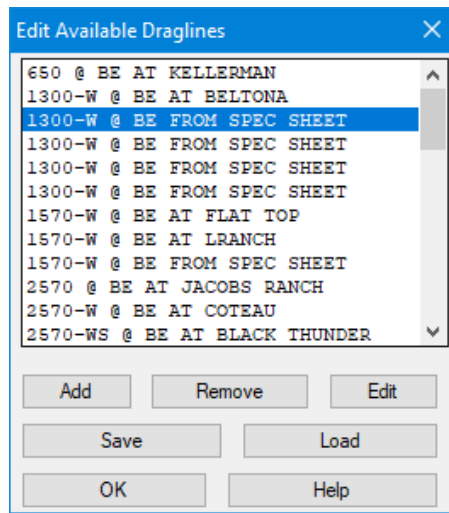 Edit Available Draglines
650 @ BE AT KELLERMAN
1300-W @ BE AT BELTONA
1300-W @ BE FROM SPEC SHEET
1300-W @ BE FROM SPEC SHEET
1300-W @ BE FROM SPEC SHEET
1300-W @ BE FROM SPEC SHEET
1570-W @ BE AT FLAT TOP
1570-W @ BE AT LRANCH
1570-W @ BE FROM SPEC SHEET
2570 @ BE AT JACOBS RANCH
2570-W @ BE AT COTEAU
2570-WS @ BE AT BLACK THUNDER
Add Remove Edit
Save Load
OK Help